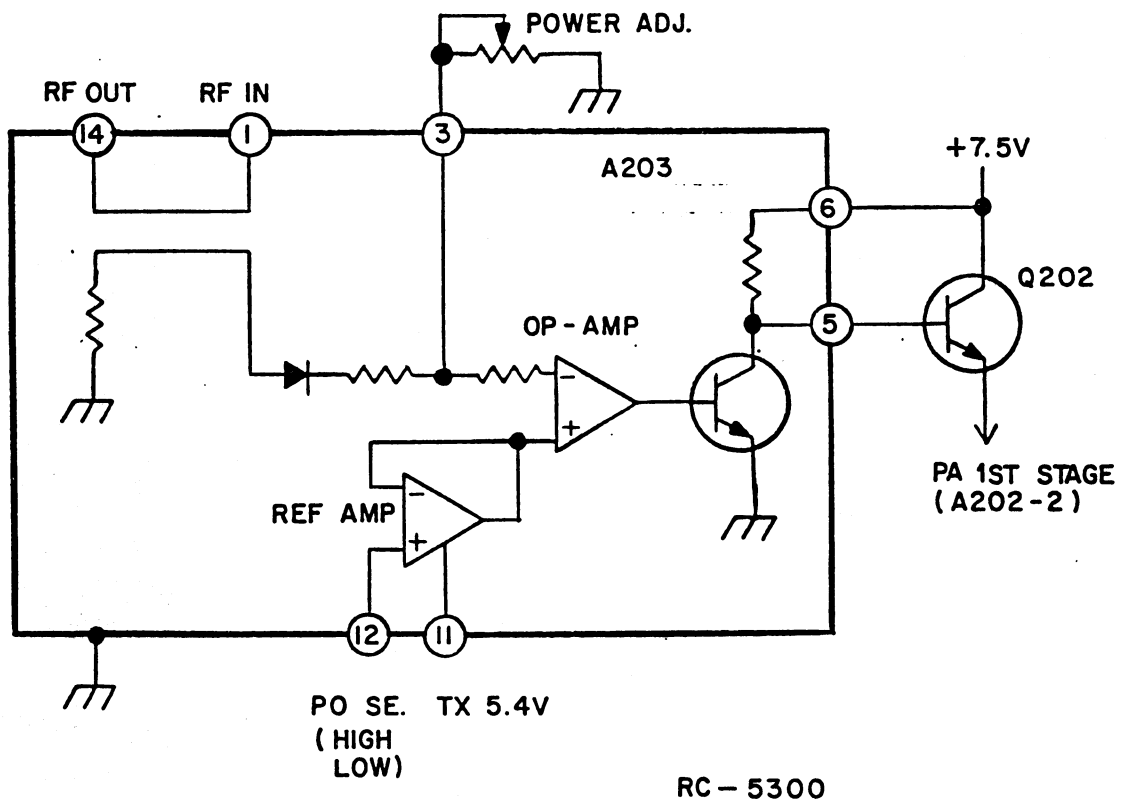 POWER ADJ.
RF OUT
RF IN
14
1
3
A203
+7.5V
6
Q202
OP-AMP
5
-
+
PA 1ST STAGE
(A202-2)
REF AMP
-
+
12
11
PO SE.
TX 5.4V
(HIGH
LOW)
RC-5300